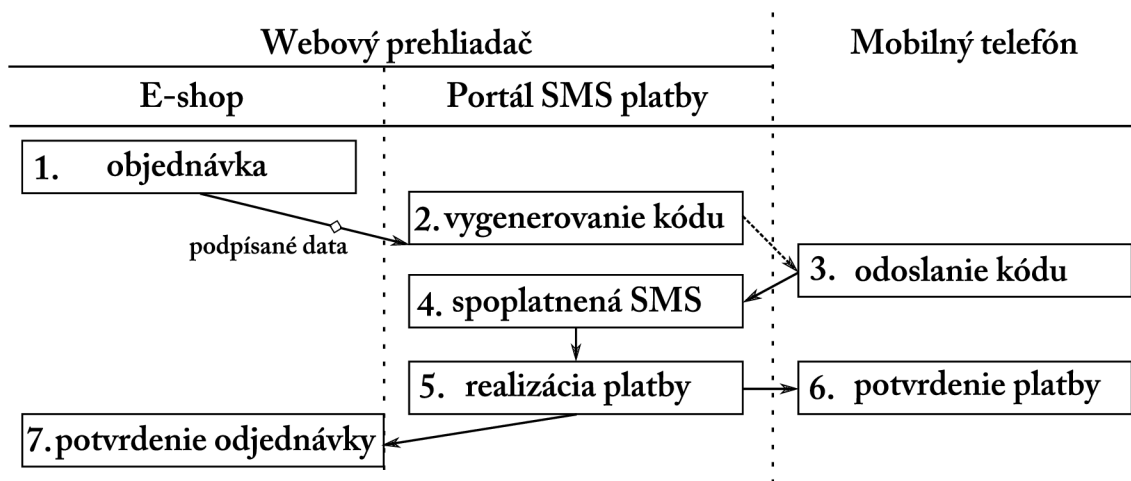 Webový prehliadač
Mobilný telefón
E-shop
Portál SMS platby
1. objednávka
podpísané data
2. vygenerovanie kódu
3. odoslanie kódu
4. spoplatnená SMS
5. realizácia platby
6. potvrdenie platby
7. potvrdenie odjednávky